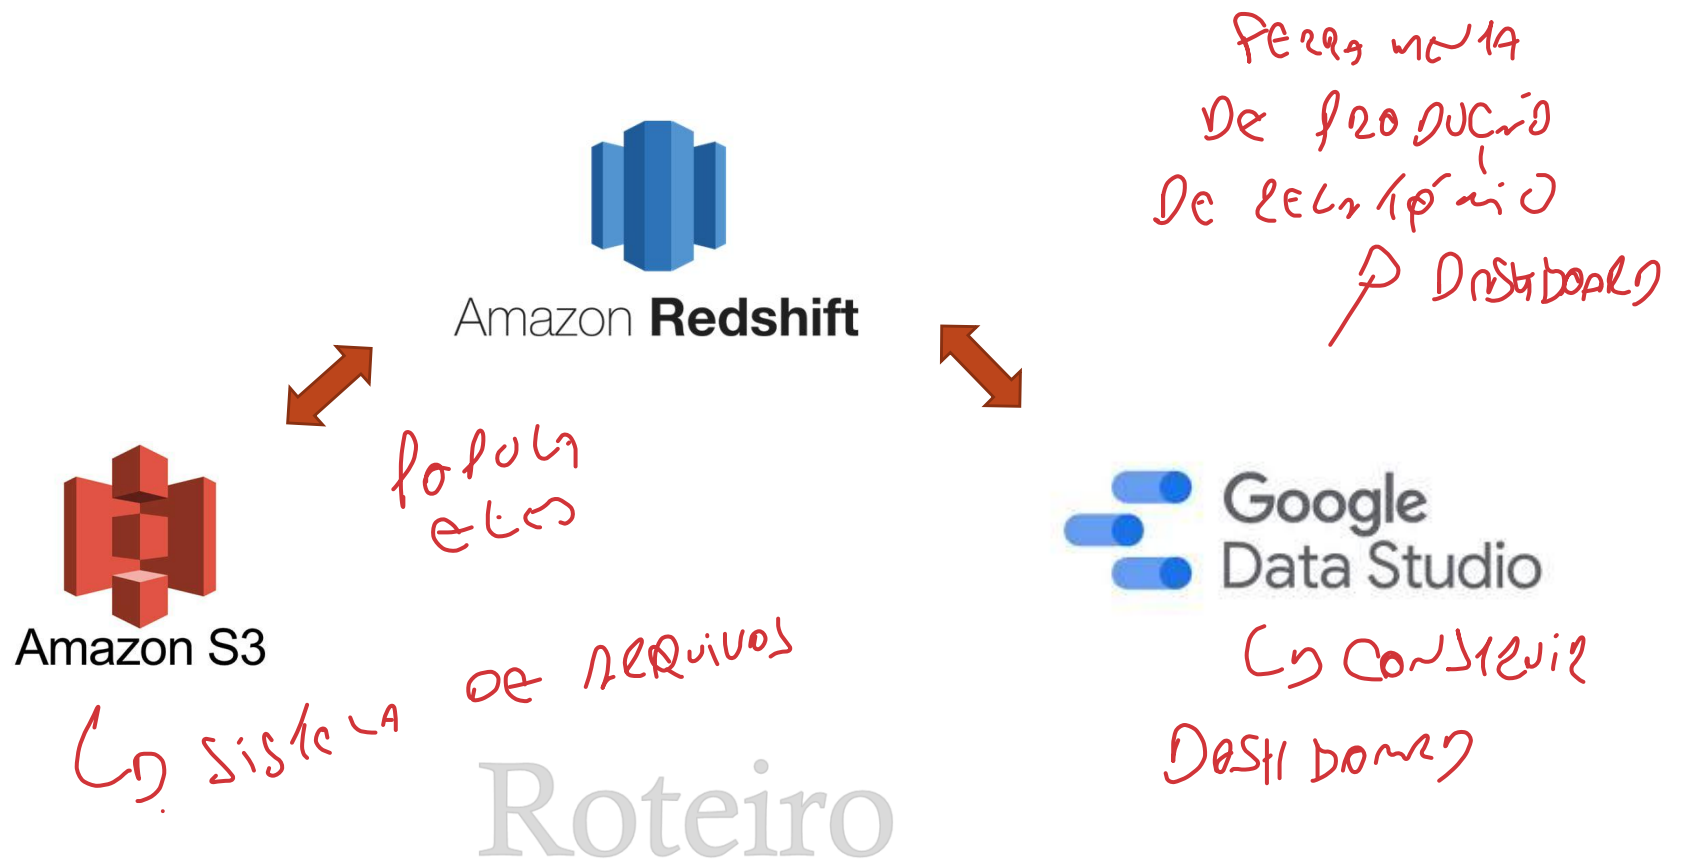 FERRAMENTA
DE PRODUÇÃO
DE RELATÓRIO
DASHBOARD
Amazon Redshift
POPULA
Google
Data Studio
Amazon S3
SISTEMA DE ARQUIVOS
CONSTRUIR
DASHBOARD
Roteiro